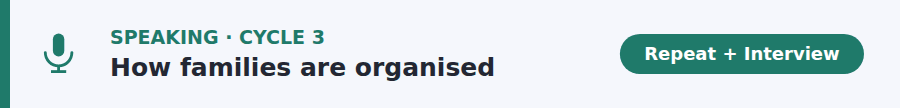 SPEAKING · CYCLE 3
How families are organised
Repeat + Interview